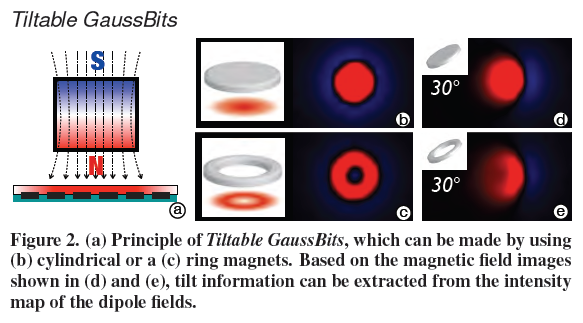 Tiltable GaussBits
S
N
a
b
30°
d
c
30°
e
Figure 2. (a) Principle of Tiltable GaussBits, which can be made by using
(b) cylindrical or a (c) ring magnets. Based on the magnetic field images
shown in (d) and (e), tilt information can be extracted from the intensity
map of the dipole fields.